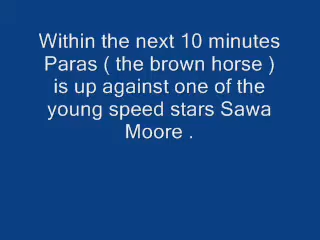 Within the next 10 minutes
Paras ( the brown horse )
is up against one of the
young speed stars Sawa
Moore .